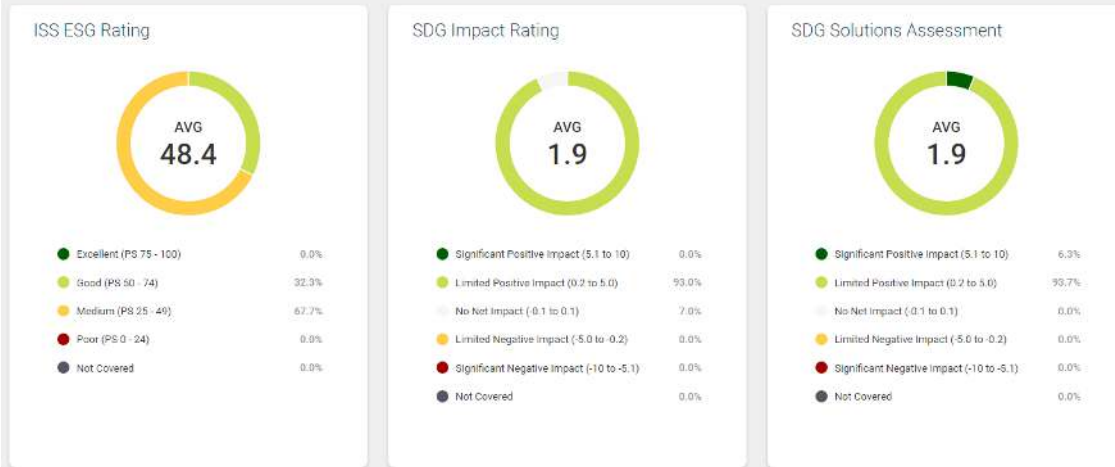 ISS ESG Rating
AVG
48.4
Excellent (PS 75 - 100) 0.0%
Good (PS 50 - 74) 32.3%
Medium (PS 25 - 49) 67.7%
Poor (PS 0 - 24) 0.0%
Not Covered 0.0%
SDG Impact Rating
AVG
1.9
Significant Positive Impact (5.1 to 10) 0.0%
Limited Positive Impact (0.2 to 5.0) 93.0%
No Net Impact (-0.1 to 0.1) 7.0%
Limited Negative Impact (-5.0 to -0.2) 0.0%
Significant Negative Impact (-10 to -5.1) 0.0%
Not Covered 0.0%
SDG Solutions Assessment
AVG
1.9
Significant Positive Impact (5.1 to 10) 6.3%
Limited Positive Impact (0.2 to 5.0) 93.7%
No Net Impact (-0.1 to 0.1) 0.0%
Limited Negative Impact (-5.0 to -0.2) 0.0%
Significant Negative Impact (-10 to -5.1) 0.0%
Not Covered 0.0%